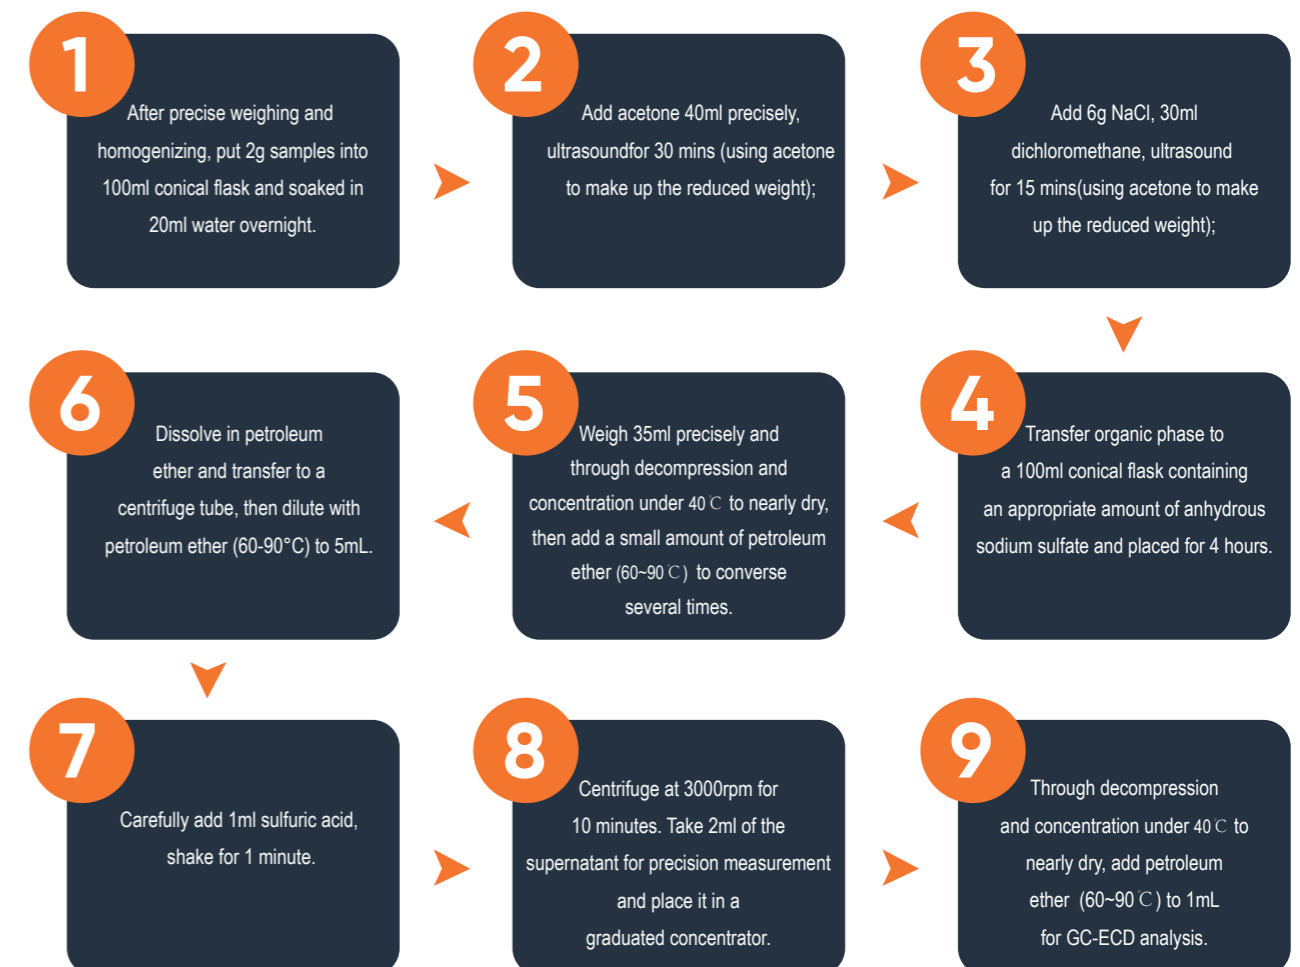 1
After precise weighing and
homogenizing, put 2g samples into
100ml conical flask and soaked in
20ml water overnight.
2
Add acetone 40ml precisely,
ultrasoundfor 30 mins (using acetone
to make up the reduced weight);
3
Add 6g NaCl, 30ml
dichloromethane, ultrasound
for 15 mins(using acetone to make
up the reduced weight);
4
Transfer organic phase to
a 100ml conical flask containing
an appropriate amount of anhydrous
sodium sulfate and placed for 4 hours.
5
Weigh 35ml precisely and
through decompression and
concentration under 40℃ to nearly dry,
then add a small amount of petroleum
ether (60~90℃) to converse
several times.
6
Dissolve in petroleum
ether and transfer to a
centrifuge tube, then dilute with
petroleum ether (60-90°C) to 5mL.
7
Carefully add 1ml sulfuric acid,
shake for 1 minute.
8
Centrifuge at 3000rpm for
10 minutes. Take 2ml of the
supernatant for precision measurement
and place it in a
graduated concentrator.
9
Through decompression
and concentration under 40℃ to
nearly dry, add petroleum
ether (60~90℃) to 1mL
for GC-ECD analysis.